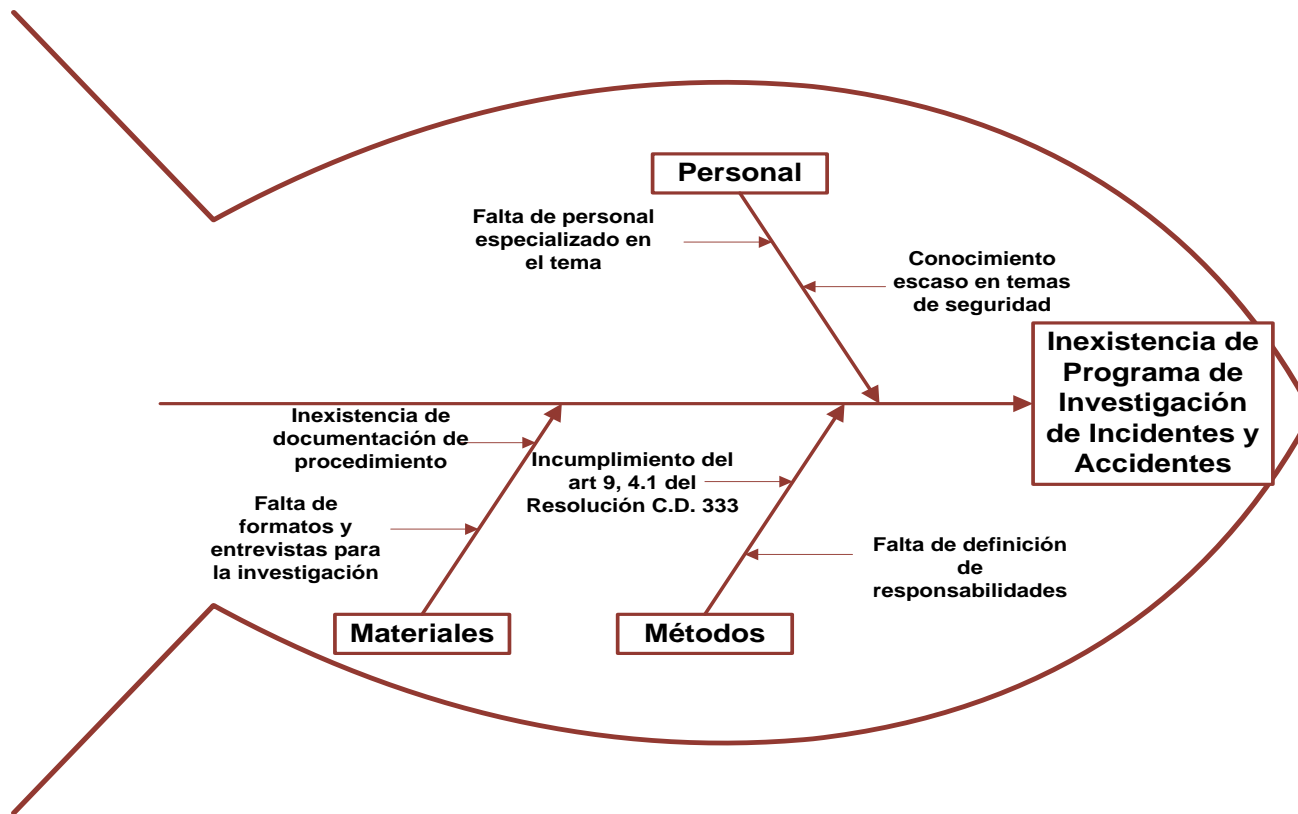 Personal
Falta de personal
especializado en
el tema
Conocimiento
escaso en temas
de seguridad
Inexistencia de
Programa de
Investigación
de Incidentes y
Accidentes
Inexistencia de
documentación de
procedimiento
Incumplimiento del
art 9, 4.1 del
Resolución C.D. 333
Falta de
formatos y
entrevistas para
la investigación
Falta de definición
de
responsabilidades
Materiales
Métodos